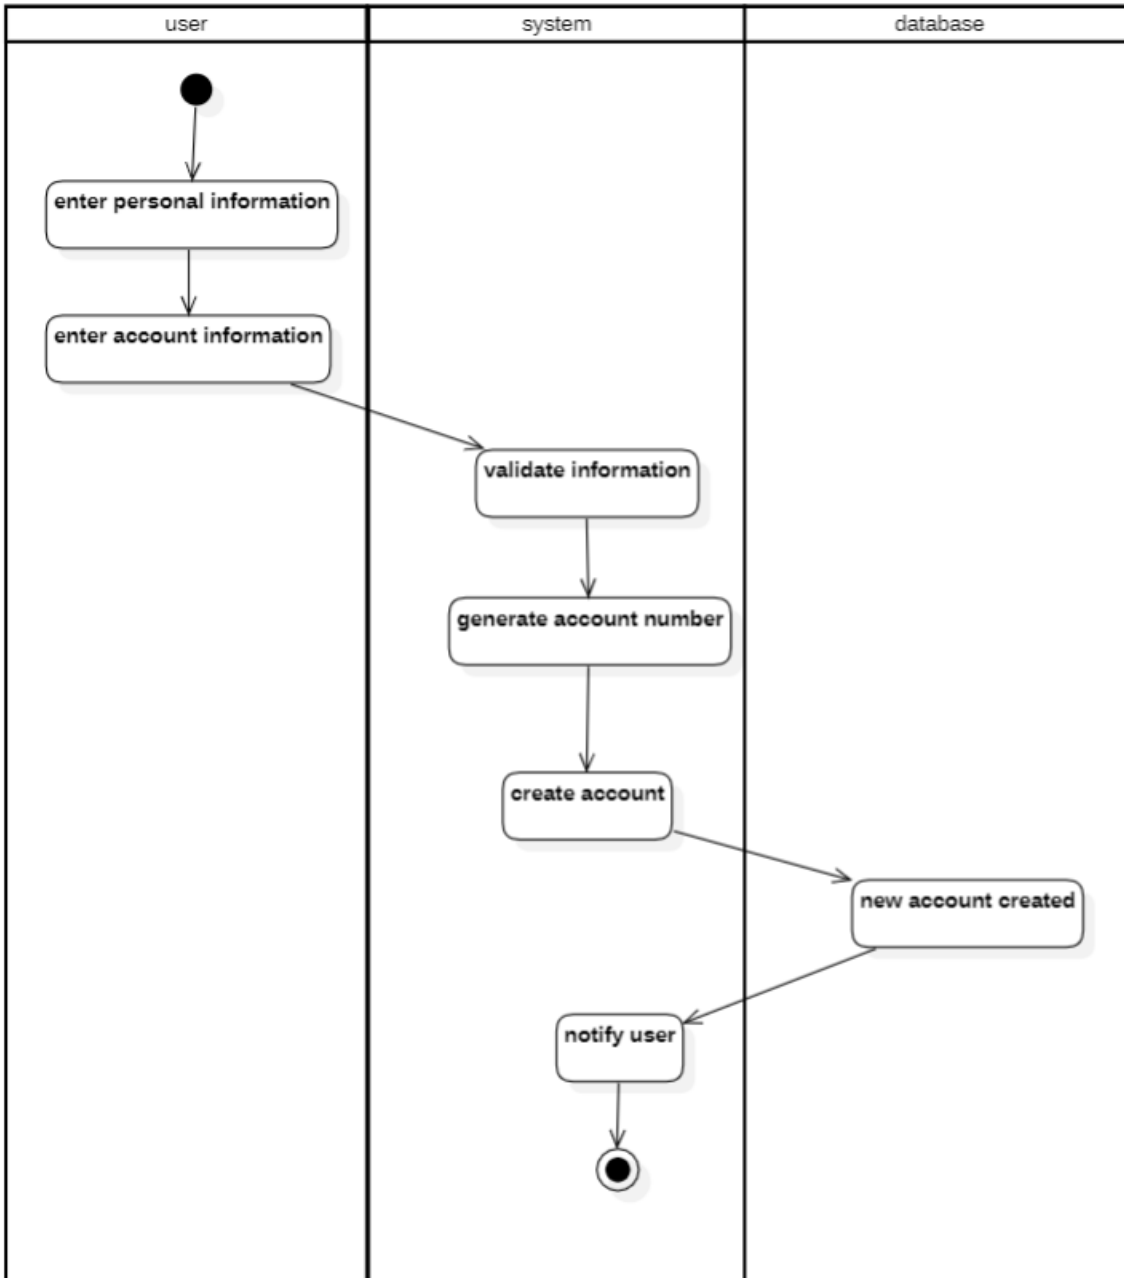 user
system
database
enter personal information
enter account information
validate information
generate account number
create account
new account created
notify user